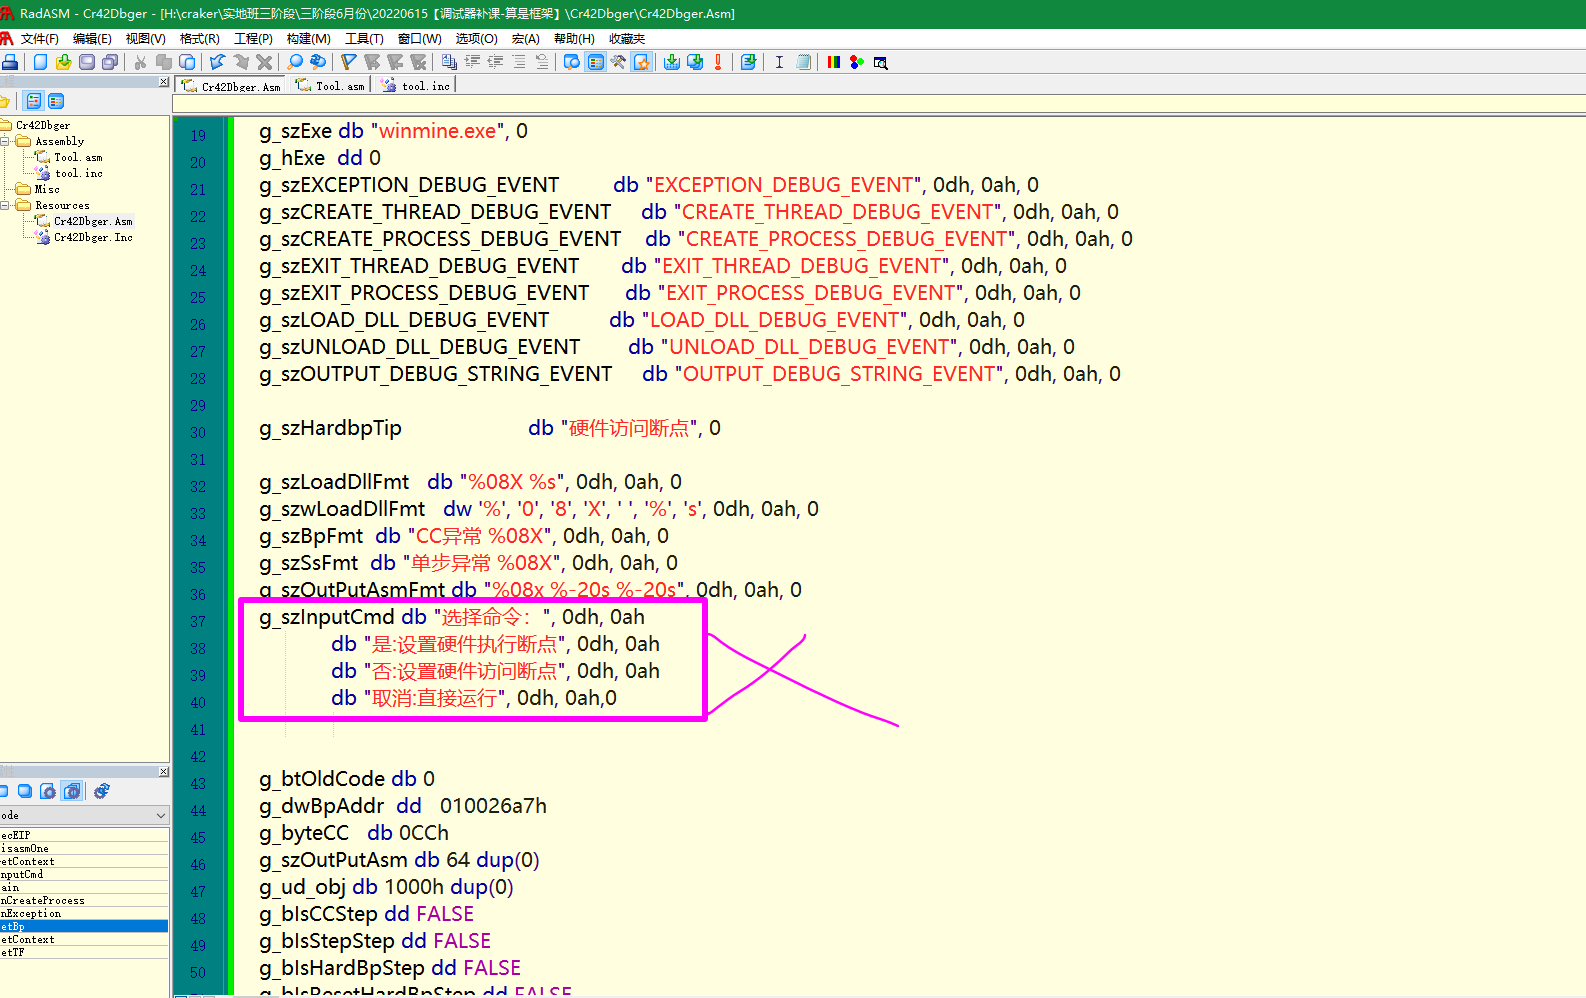 RadASM - Cr42Dbger - [H:\craker\实地班三阶段\三阶段6月份\20220615【调试器补课-算是框架】\Cr42Dbger\Cr42Dbger.Asm]
文件(F) 编辑(E) 视图(V) 格式(R) 工程(P) 构建(M) 工具(T) 窗口(W) 选项(O) 宏(A) 帮助(H) 收藏夹
Cr42Dbger.Asm Tool.asm tool.inc
Cr42Dbger
Assembly
Tool.asm
tool.inc
Misc
Resources
Cr42Dbger.Asm
Cr42Dbger.Inc
ode
ecEIP
isasmOne
etContext
nputCmd
ain
nCreateProcess
nException
etBp
etContext
etTF
19 g_szExe db "winmine.exe", 0
20 g_hExe dd 0
21 g_szEXCEPTION_DEBUG_EVENT db "EXCEPTION_DEBUG_EVENT", 0dh, 0ah, 0
22 g_szCREATE_THREAD_DEBUG_EVENT db "CREATE_THREAD_DEBUG_EVENT", 0dh, 0ah, 0
23 g_szCREATE_PROCESS_DEBUG_EVENT db "CREATE_PROCESS_DEBUG_EVENT", 0dh, 0ah, 0
24 g_szEXIT_THREAD_DEBUG_EVENT db "EXIT_THREAD_DEBUG_EVENT", 0dh, 0ah, 0
25 g_szEXIT_PROCESS_DEBUG_EVENT db "EXIT_PROCESS_DEBUG_EVENT", 0dh, 0ah, 0
26 g_szLOAD_DLL_DEBUG_EVENT db "LOAD_DLL_DEBUG_EVENT", 0dh, 0ah, 0
27 g_szUNLOAD_DLL_DEBUG_EVENT db "UNLOAD_DLL_DEBUG_EVENT", 0dh, 0ah, 0
28 g_szOUTPUT_DEBUG_STRING_EVENT db "OUTPUT_DEBUG_STRING_EVENT", 0dh, 0ah, 0
29
30 g_szHardbpTip db "硬件访问断点", 0
31
32 g_szLoadDllFmt db "%08X %s", 0dh, 0ah, 0
33 g_szwLoadDllFmt dw '%', '0', '8', 'X', ' ', '%', 's', 0dh, 0ah, 0
34 g_szBpFmt db "CC异常 %08X", 0dh, 0ah, 0
35 g_szSsFmt db "单步异常 %08X", 0dh, 0ah, 0
36 g_szOutPutAsmFmt db "%08x %-20s %-20s", 0dh, 0ah, 0
37 g_szInputCmd db "选择命令：", 0dh, 0ah
38 db "是:设置硬件执行断点", 0dh, 0ah
39 db "否:设置硬件访问断点", 0dh, 0ah
40 db "取消:直接运行", 0dh, 0ah,0
41
42
43 g_btOldCode db 0
44 g_dwBpAddr dd 010026a7h
45 g_byteCC db 0CCh
46 g_szOutPutAsm db 64 dup(0)
47 g_ud_obj db 1000h dup(0)
48 g_bIsCCStep dd FALSE
49 g_bIsStepStep dd FALSE
50 g_bIsHardBpStep dd FALSE
g_bIsResetHardBpStep dd FALSE